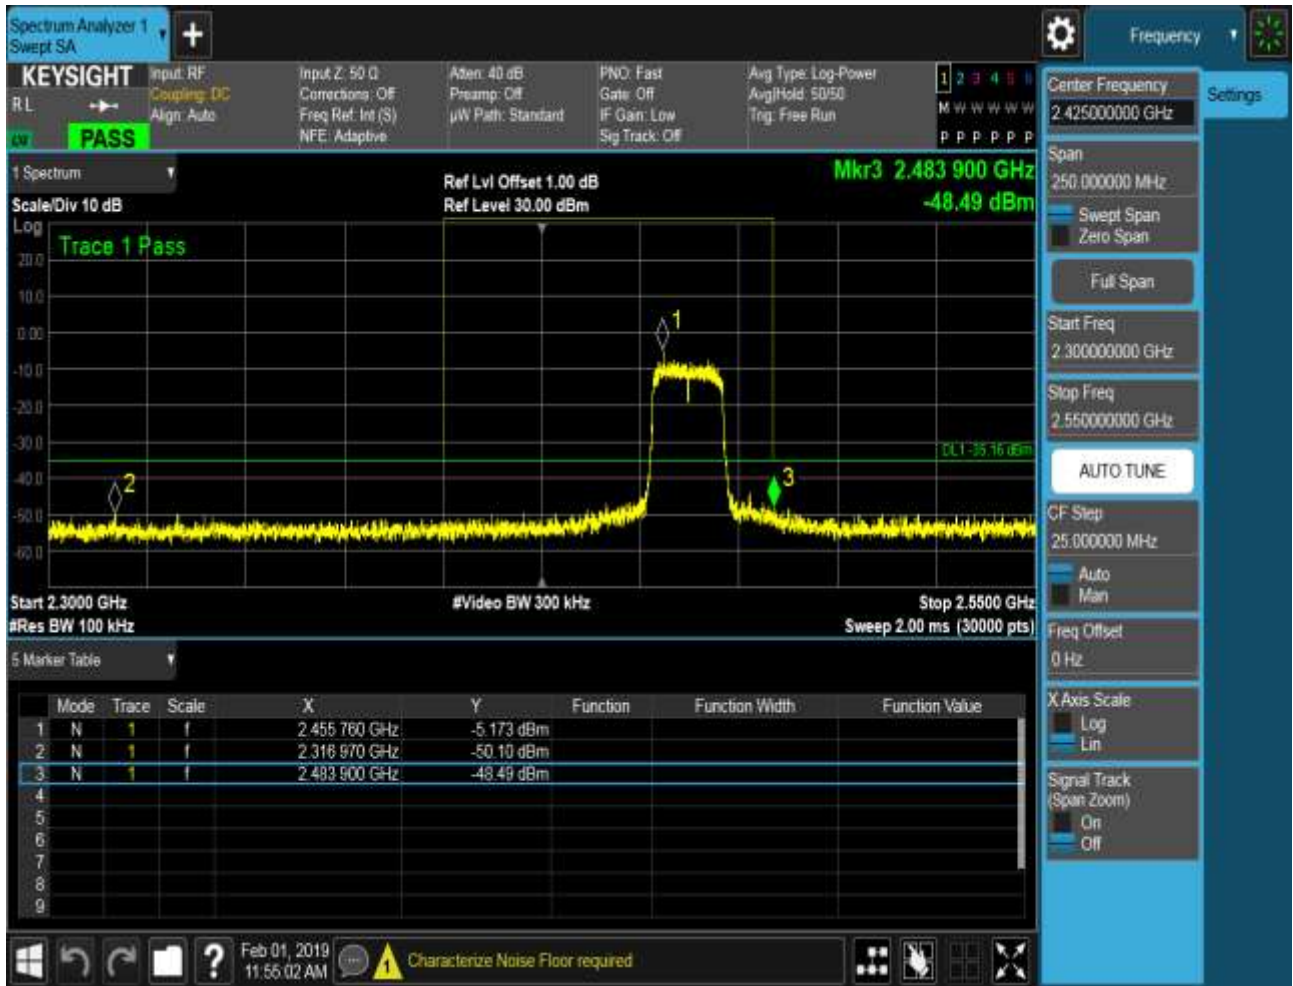 Spectrum Analyzer 1
Swept SA
+
Frequency
KEYSIGHT
R L
LW
PASS
Input: RF
Coupling: DC
Align: Auto
Input Z: 50 Ω
Corrections: Off
Freq Ref: Int (S)
NFE: Adaptive
Atten: 40 dB
Preamp: Off
µW Path: Standard
PNO: Fast
Gate: Off
IF Gain: Low
Sig Track: Off
Avg Type: Log-Power
Avg|Hold: 50/50
Trig: Free Run
1 2 3 4 5 6
M W W W W W
P P P P P P
1 Spectrum
Scale/Div 10 dB
Ref Lvl Offset 1.00 dB
Ref Level 30.00 dBm
Mkr3 2.483 900 GHz
-48.49 dBm
Log
Trace 1 Pass
20.0
10.0
0.00
-10.0
-20.0
-30.0
-40.0
-50.0
-60.0
1
2
3
DL1 -35.16 dBm
Start 2.3000 GHz
#Res BW 100 kHz
#Video BW 300 kHz
Stop 2.5500 GHz
Sweep 2.00 ms (30000 pts)
5 Marker Table
Mode Trace Scale X Y Function Function Width Function Value
1 N 1 f 2.455 760 GHz -5.173 dBm
2 N 1 f 2.316 970 GHz -50.10 dBm
3 N 1 f 2.483 900 GHz -48.49 dBm
4
5
6
7
8
9
Center Frequency
2.425000000 GHz
Settings
Span
250.000000 MHz
Swept Span
Zero Span
Full Span
Start Freq
2.300000000 GHz
Stop Freq
2.550000000 GHz
AUTO TUNE
CF Step
25.000000 MHz
Auto
Man
Freq Offset
0 Hz
X Axis Scale
Log
Lin
Signal Track
(Span Zoom)
On
Off
?
Feb 01, 2019
11:55:02 AM
1
Characterize Noise Floor required